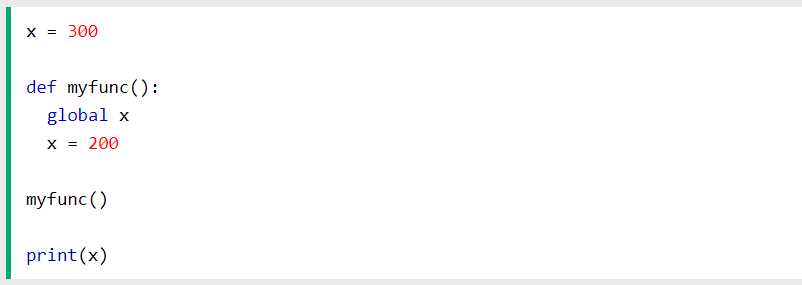 x = 300
def myfunc():
  global x
  x = 200
myfunc()
print(x)